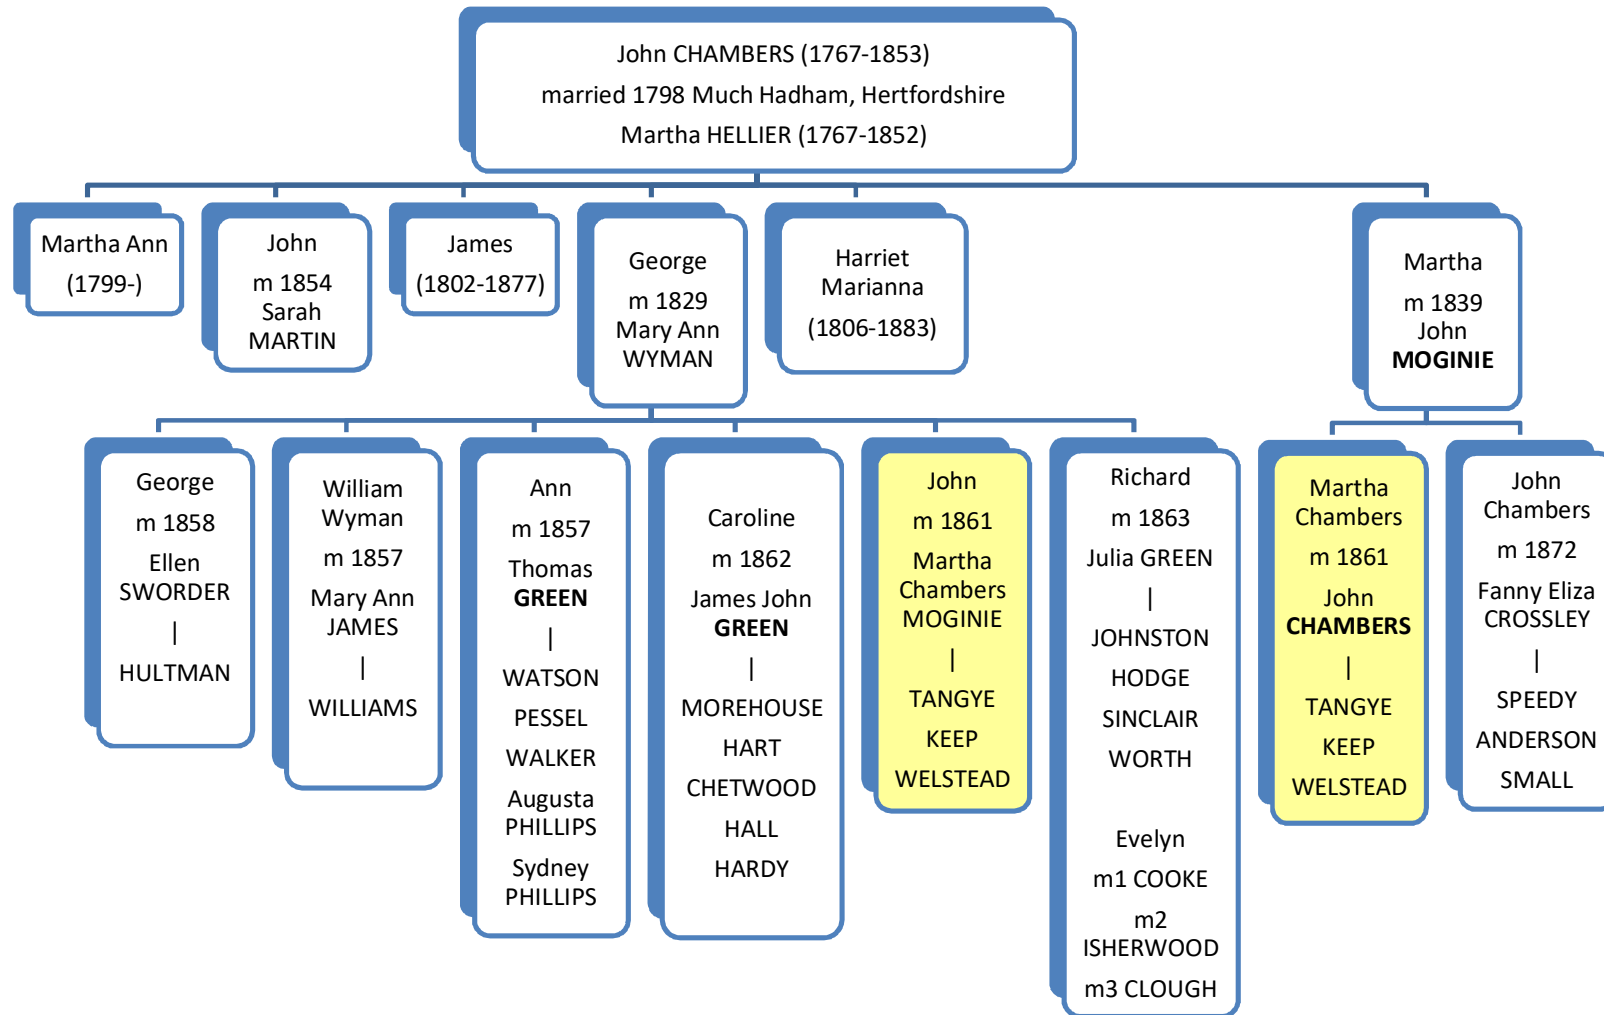 John CHAMBERS (1767-1853)
married 1798 Much Hadham, Hertfordshire
Martha HELLIER (1767-1852)
Martha Ann
(1799-)
John
m 1854
Sarah
MARTIN
James
(1802-1877)
George
m 1829
Mary Ann
WYMAN
Harriet
Marianna
(1806-1883)
Martha
m 1839
John
MOGINIE
George
m 1858
Ellen
SWORDER
|
HULTMAN
William
Wyman
m 1857
Mary Ann
JAMES
|
WILLIAMS
Ann
m 1857
Thomas
GREEN
|
WATSON
PESSEL
WALKER
Augusta
PHILLIPS
Sydney
PHILLIPS
Caroline
m 1862
James John
GREEN
|
MOREHOUSE
HART
CHETWOOD
HALL
HARDY
John
m 1861
Martha
Chambers
MOGINIE
|
TANGYE
KEEP
WELSTEAD
Richard
m 1863
Julia GREEN
|
JOHNSTON
HODGE
SINCLAIR
WORTH
Evelyn
m1 COOKE
m2
ISHERWOOD
m3 CLOUGH
Martha
Chambers
m 1861
John
CHAMBERS
|
TANGYE
KEEP
WELSTEAD
John
Chambers
m 1872
Fanny Eliza
CROSSLEY
|
SPEEDY
ANDERSON
SMALL